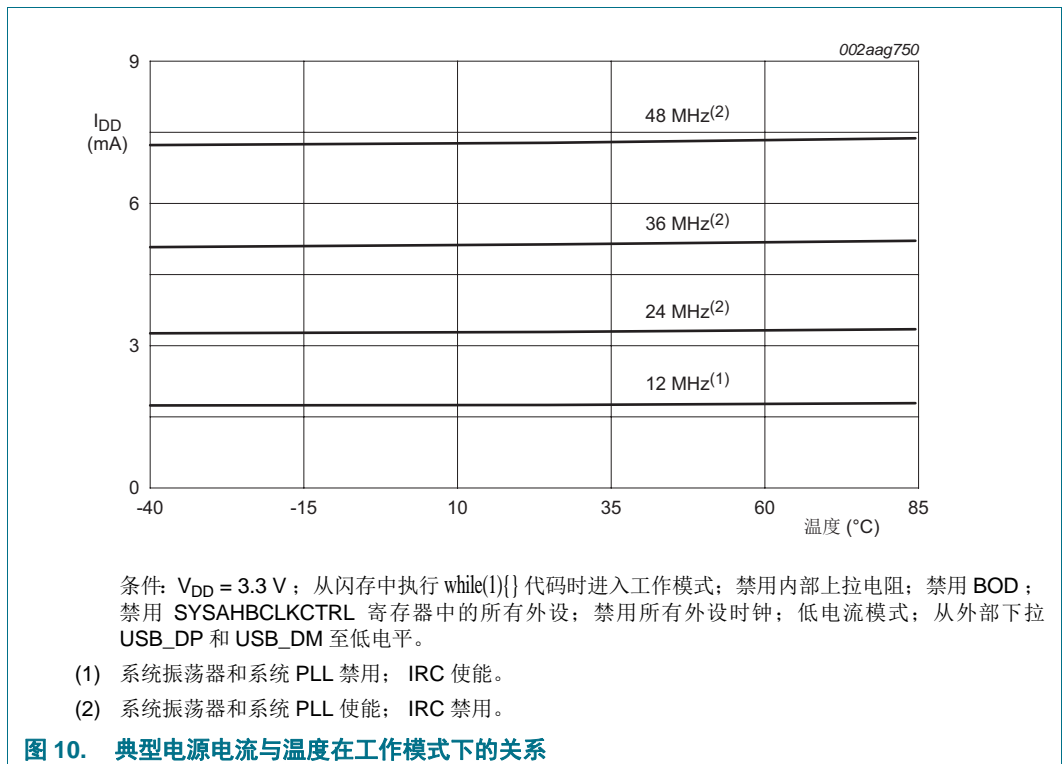 002aag750
9
I_DD
(mA)
48 MHz(2)
6
36 MHz(2)
24 MHz(2)
3
12 MHz(1)
0
-40 -15 10 35 60 85
温度 (°C)
条件: V_DD = 3.3 V ；从闪存中执行 while(1){} 代码时进入工作模式；禁用内部上拉电阻；禁用 BOD ；
禁用 SYSAHBCLKCTRL 寄存器中的所有外设；禁用所有外设时钟；低电流模式；从外部下拉
USB_DP 和 USB_DM 至低电平。
(1) 系统振荡器和系统 PLL 禁用； IRC 使能。
(2) 系统振荡器和系统 PLL 使能； IRC 禁用。
图 10. 典型电源电流与温度在工作模式下的关系